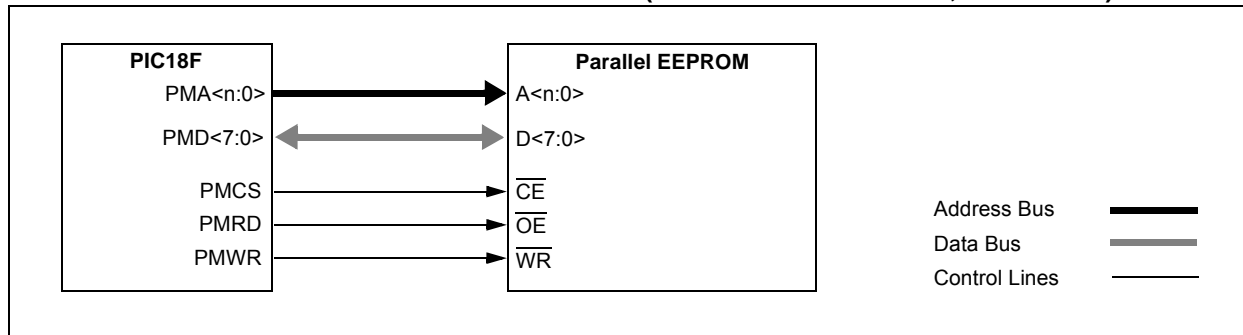 PIC18F
PMA<n:0>
PMD<7:0>
PMCS
PMRD
PMWR
Parallel EEPROM
A<n:0>
D<7:0>
CE
OE
WR
Address Bus
Data Bus
Control Lines